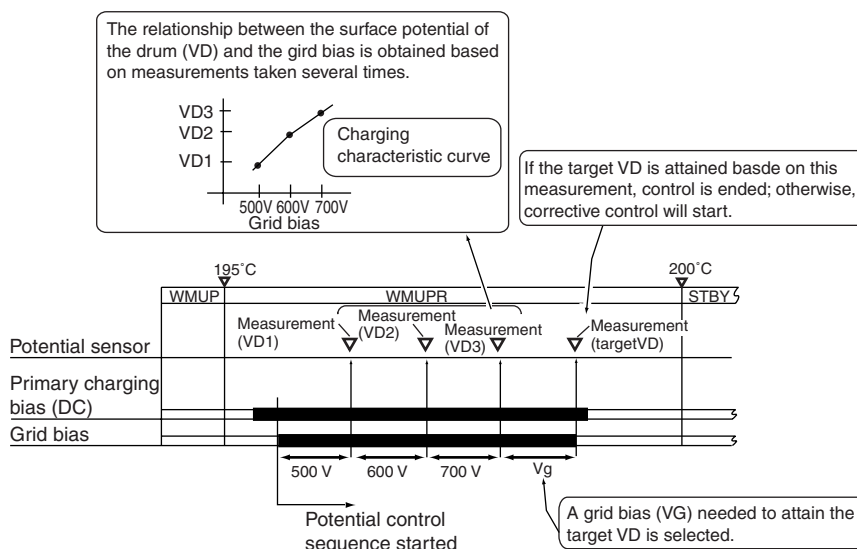 The relationship between the surface potential of
the drum (VD) and the gird bias is obtained based
on measurements taken several times.
VD3
VD2
VD1
500V 600V 700V
Grid bias
Charging
characteristic curve
If the target VD is attained basde on this
measurement, control is ended; otherwise,
corrective control will start.
195˚C
200˚C
WMUP
WMUPR
STBY
Measurement
(VD1)
Measurement
(VD2)
Measurement
(VD3)
Measurement
(targetVD)
Potential sensor
Primary charging
bias (DC)
Grid bias
500 V
600 V
700 V
Vg
Potential control
sequence started
A grid bias (VG) needed to attain the
target VD is selected.